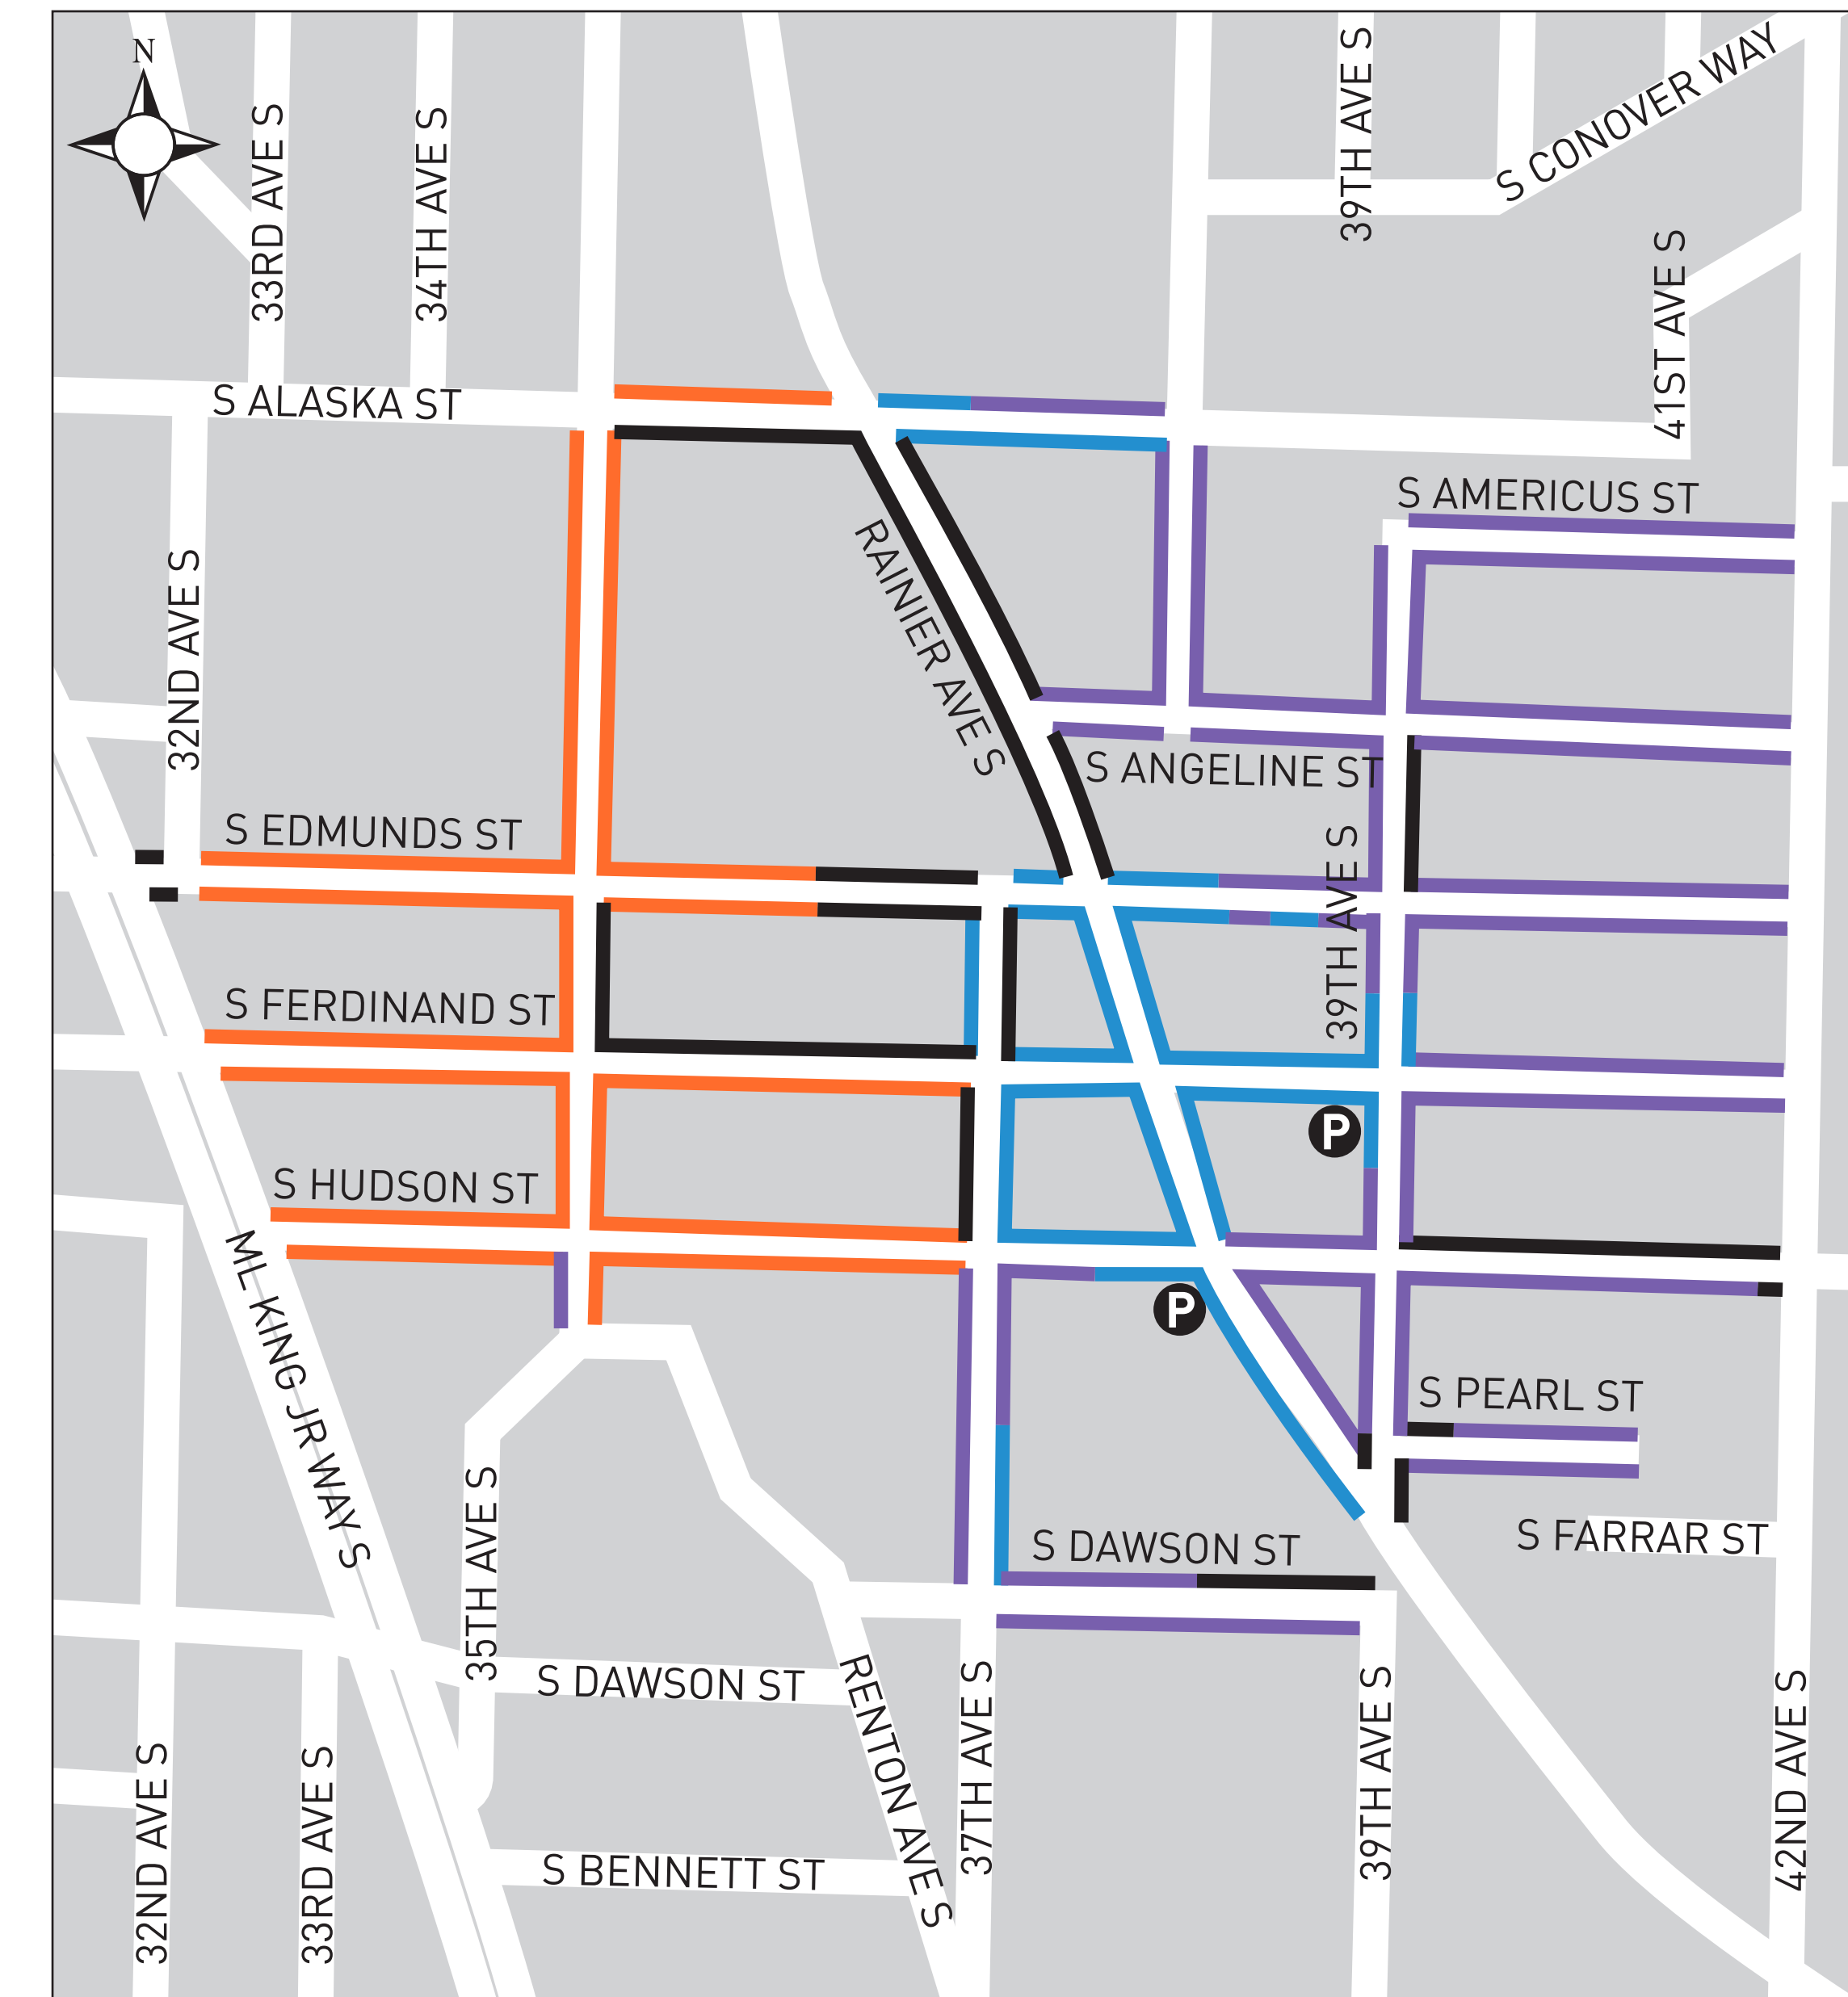 N
33RD AVE S
34TH AVE S
39TH AVE S
S CONOVER WAY
41ST AVE S
S ALASKA ST
S AMERICUS ST
32ND AVE S
RAINIER AVE S
S ANGELINE ST
S EDMUNDS ST
39TH AVE S
S FERDINAND ST
P
S HUDSON ST
P
ML KING JR WAY S
S PEARL ST
35TH AVE S
S DAWSON ST
S FARRAR ST
S DAWSON ST
RENTON AVE S
37TH AVE S
39TH AVE S
42ND AVE S
32ND AVE S
33RD AVE S
S BENNETT ST